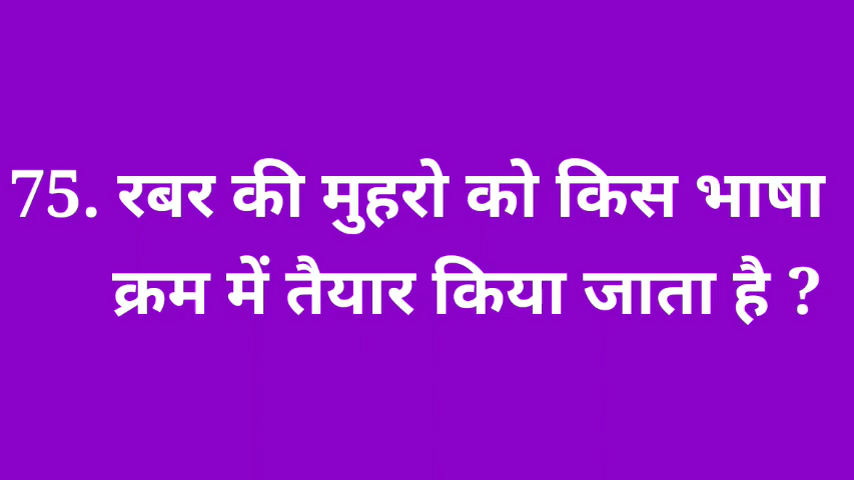 75. रबर की मुहरो को किस भाषा
क्रम में तैयार किया जाता है ?